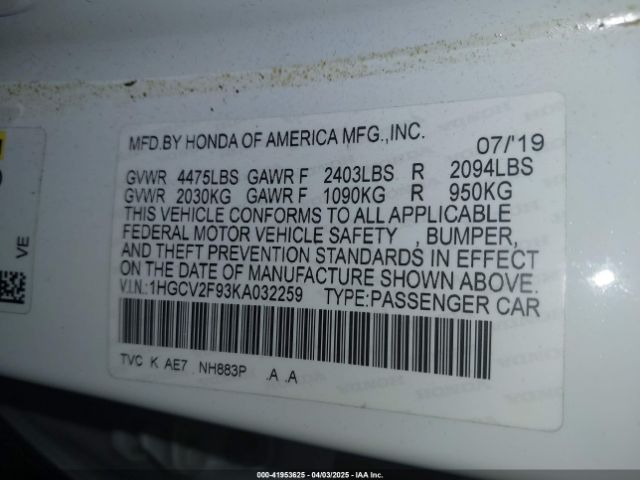 MFD.BY HONDA OF AMERICA MFG.,INC. 07/'19
GVWR 4475LBS GAWR F 2403LBS R 2094LBS
GVWR 2030KG GAWR F 1090KG R 950KG
THIS VEHICLE CONFORMS TO ALL APPLICABLE
FEDERAL MOTOR VEHICLE SAFETY , BUMPER,
AND THEFT PREVENTION STANDARDS IN EFFECT
ON THE DATE OF MANUFACTURE SHOWN ABOVE.
V.I.N.:1HGCV2F93KA032259 TYPE:PASSENGER CAR
TVC K AE7 NH883P .A .A
VE
000-41953625 - 04/03/2025 - IAA Inc.